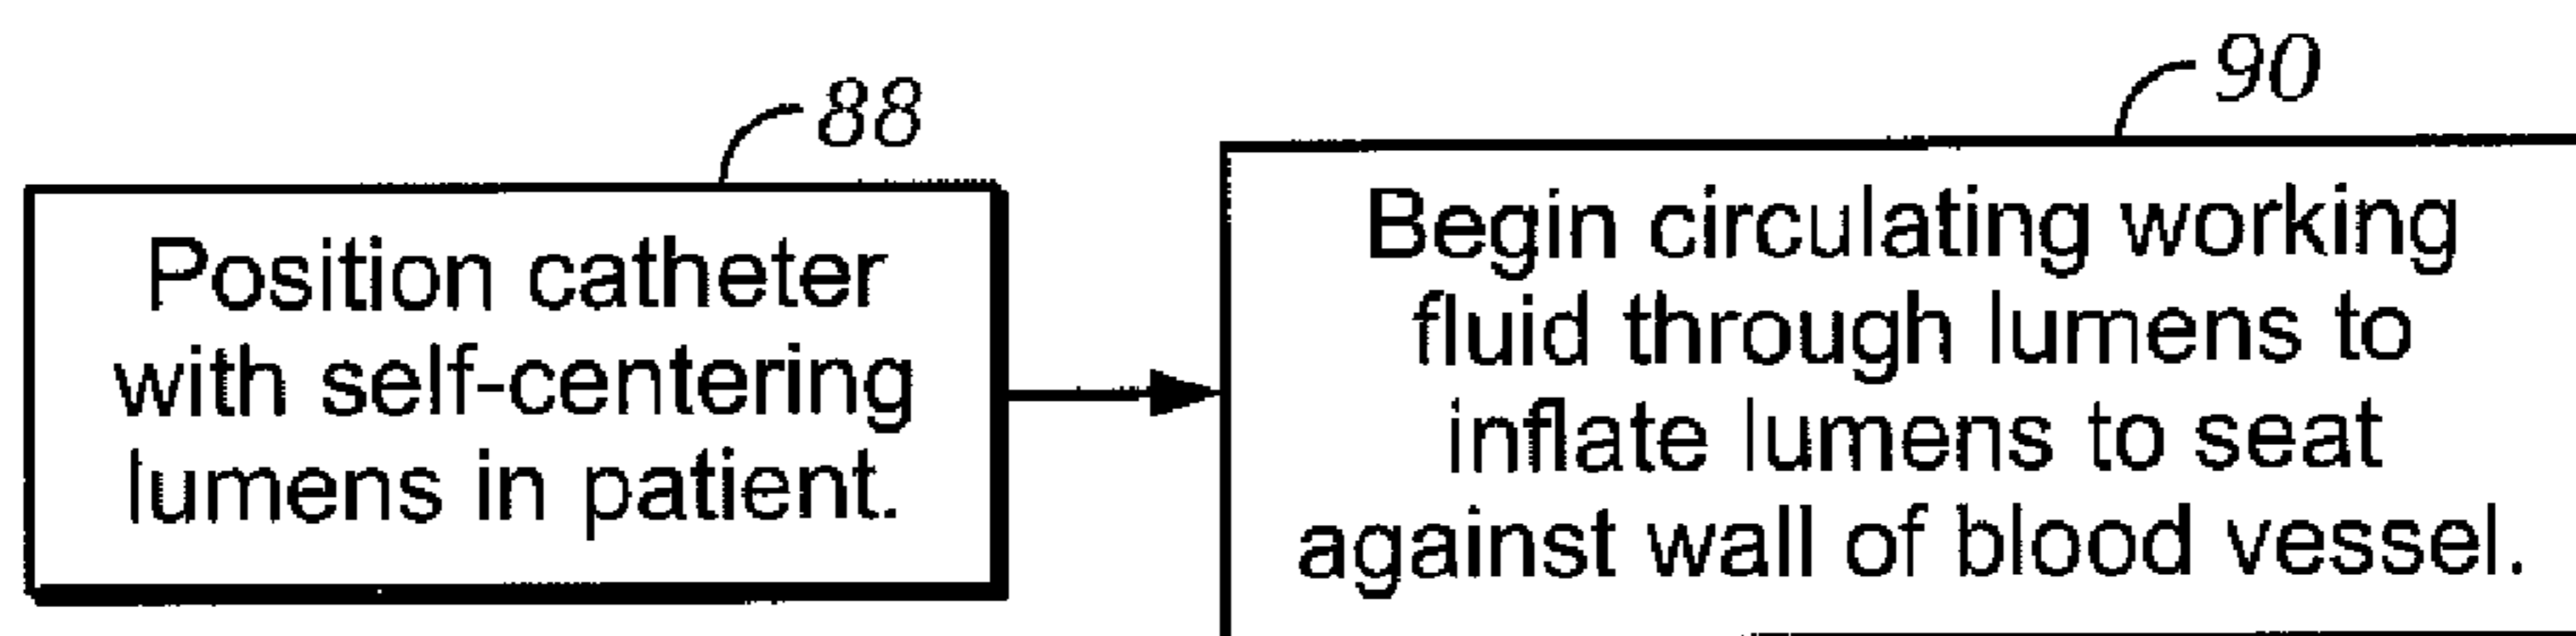 88
Position catheter
with self-centering
lumens in patient.
90
Begin circulating working
fluid through lumens to
inflate lumens to seat
against wall of blood vessel.